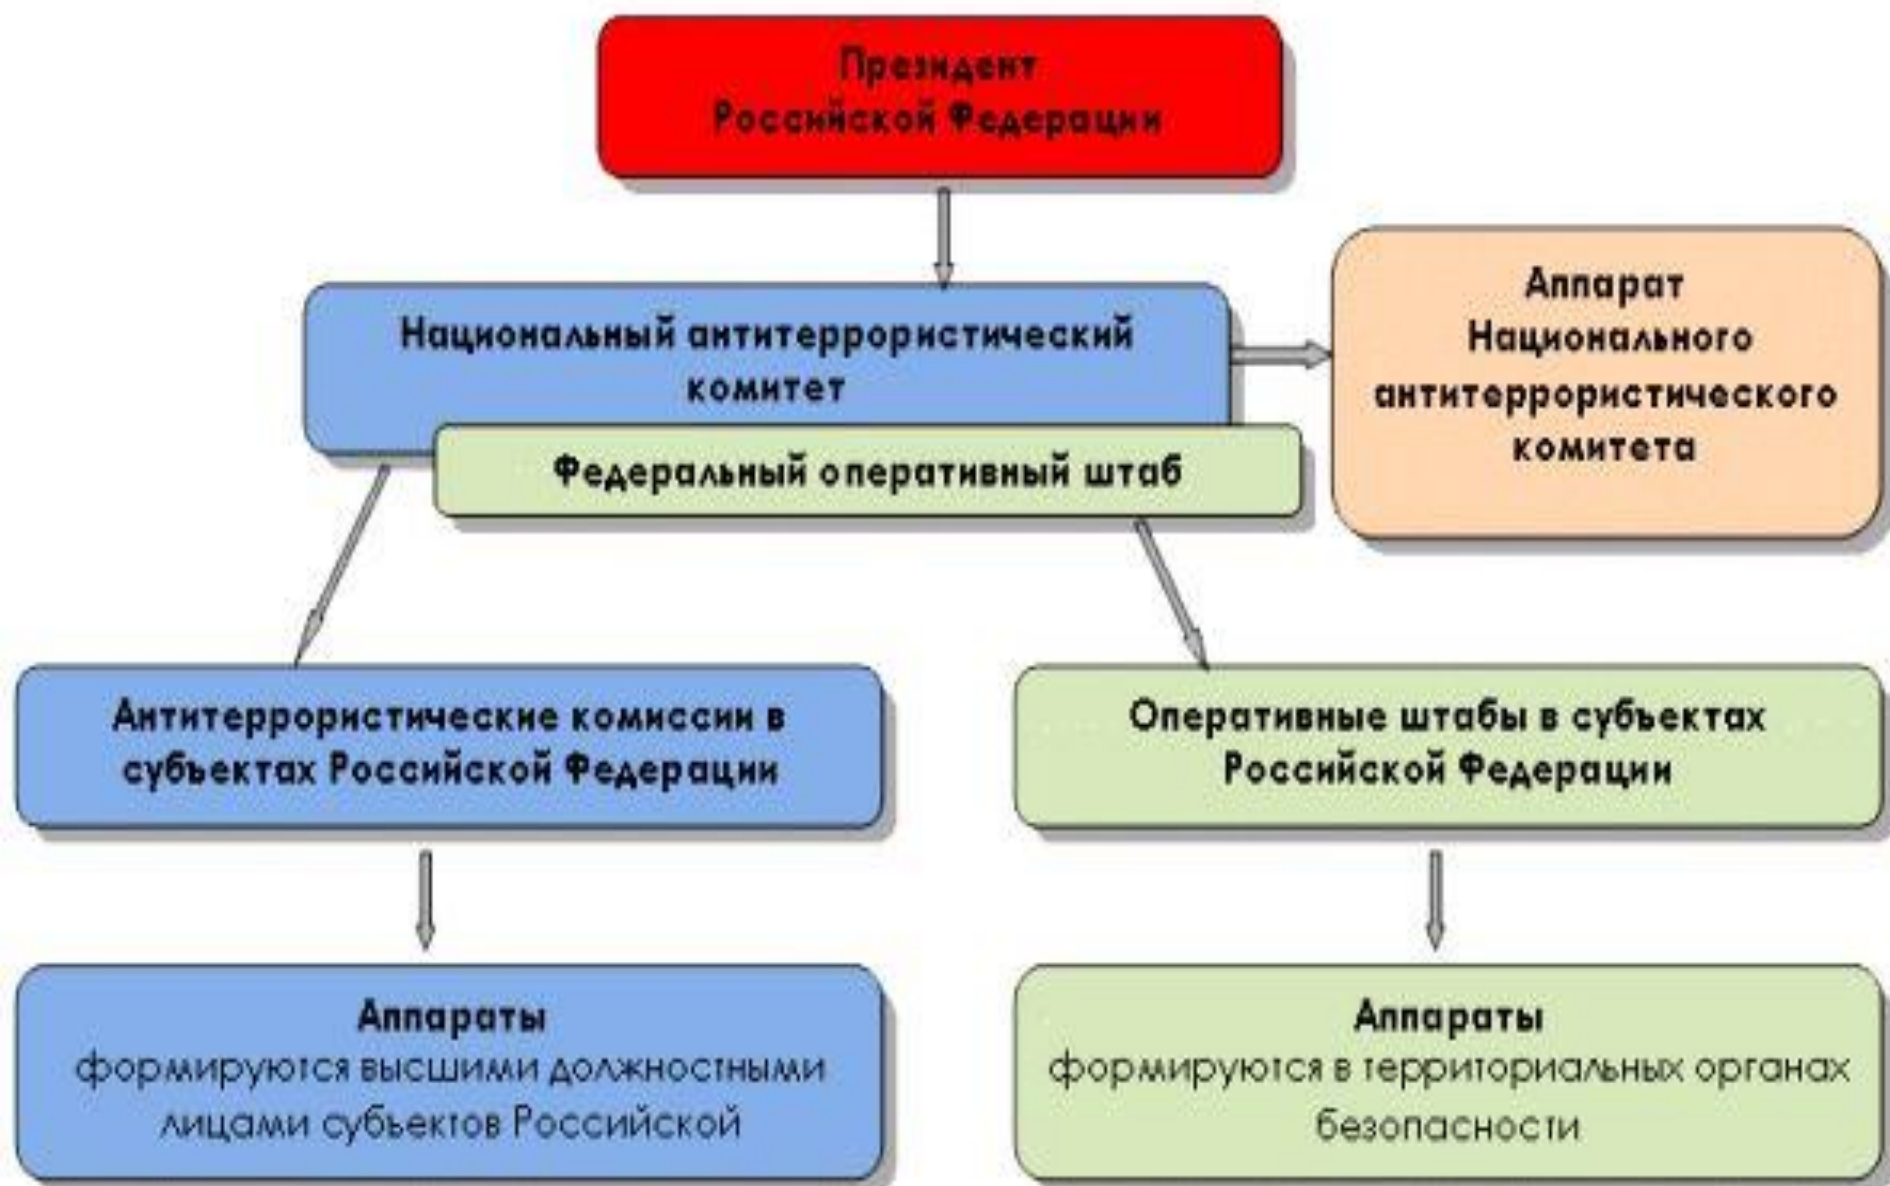 Президент
Российской Федерации
Национальный антитеррористический
комитет
Федеральный оперативный штаб
Аппарат
Национального
антитеррористического
комитета
Антитеррористические комиссии в
субъектах Российской Федерации
Оперативные штабы в субъектах
Российской Федерации
Аппараты
формируются высшими должностными
лицами субъектов Российской
Аппараты
формируются в территориальных органах
безопасности